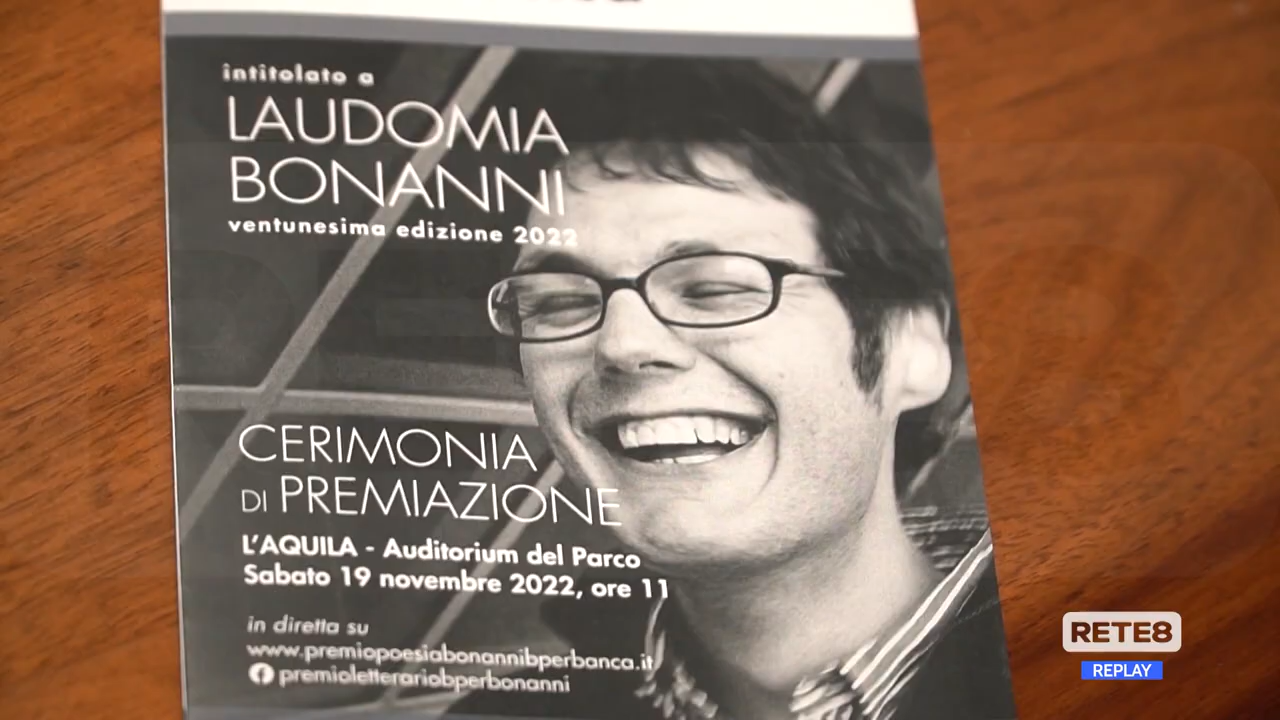 intitolato a
LAUDOMIA
BONANNI
ventunesima edizione 2022
CERIMONIA
DI PREMIAZIONE
L'AQUILA - Auditorium del Parco
Sabato 19 novembre 2022, ore 11
in diretta su
www.premiopoesiabonannibperbanca.it
premioletterariobperbonanni
RETE8
REPLAY